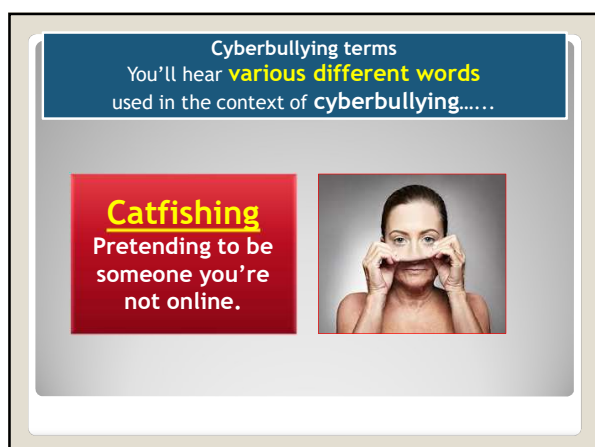 Cyberbullying terms
You’ll hear various different words
used in the context of cyberbullying…...
Catfishing
Pretending to be
someone you’re
not online.